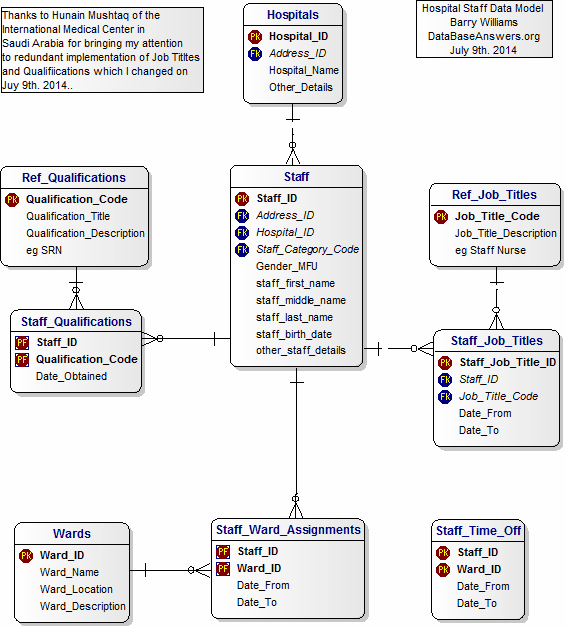 Thanks to Hunain Mushtaq of the
International Medical Center in
Saudi Arabia for bringing my attention
to redundant implementation of Job Titltes
and Qualifiications which I changed on
Juy 9th. 2014..
Hospitals
PK Hospital_ID
FK Address_ID
Hospital_Name
Other_Details
Hospital Staff Data Model
Barry Williams
DataBaseAnswers.org
July 9th. 2014
Ref_Qualifications
PK Qualification_Code
Qualification_Title
Qualification_Description
eg SRN
Staff
PK Staff_ID
FK Address_ID
FK Hospital_ID
FK Staff_Category_Code
Gender_MFU
staff_first_name
staff_middle_name
staff_last_name
staff_birth_date
other_staff_details
Ref_Job_Titles
PK Job_Title_Code
Job_Title_Description
eg Staff Nurse
Staff_Qualifications
PF Staff_ID
PF Qualification_Code
Date_Obtained
Staff_Job_Titles
PK Staff_Job_Title_ID
FK Staff_ID
FK Job_Title_Code
Date_From
Date_To
Wards
PK Ward_ID
Ward_Name
Ward_Location
Ward_Description
Staff_Ward_Assignments
PF Staff_ID
PF Ward_ID
Date_From
Date_To
Staff_Time_Off
PK Staff_ID
PK Ward_ID
Date_From
Date_To